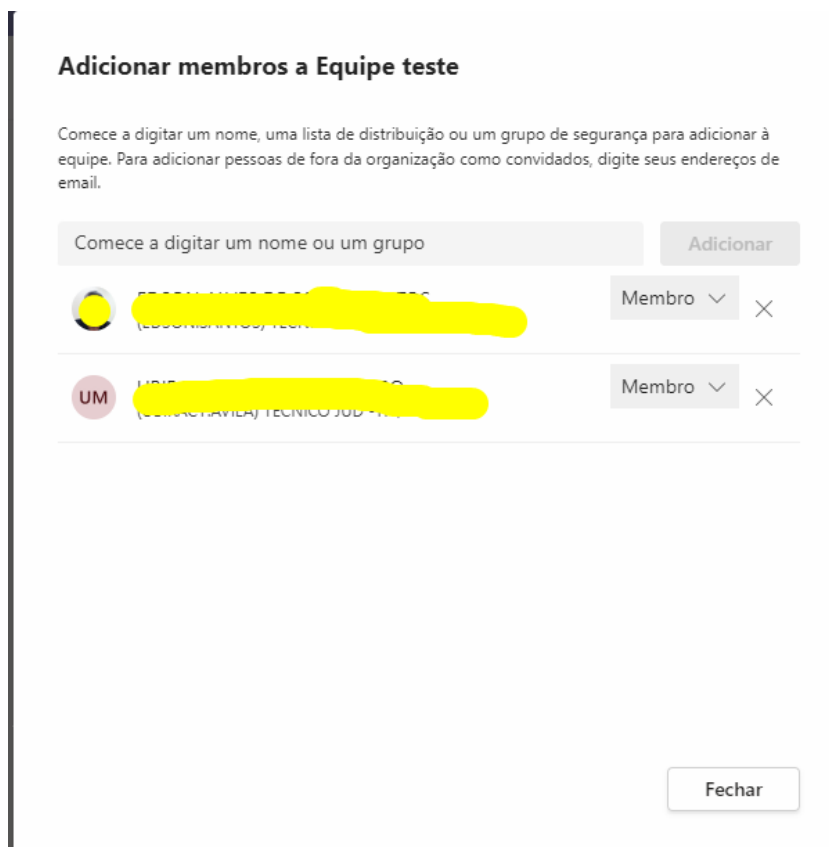 Adicionar membros a Equipe teste
Comece a digitar um nome, uma lista de distribuição ou um grupo de segurança para adicionar à
equipe. Para adicionar pessoas de fora da organização como convidados, digite seus endereços de
email.
Comece a digitar um nome ou um grupo
Adicionar
Membro
UM
TECNICO JUD
Membro
Fechar